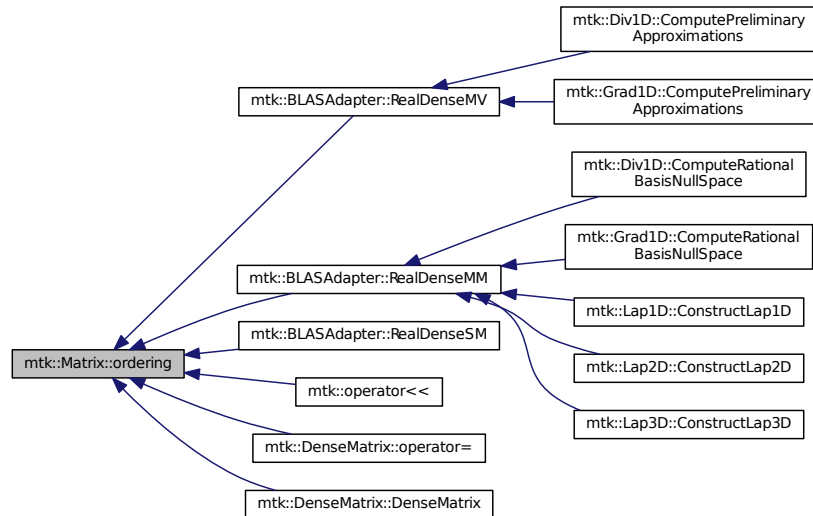 mtk::Div1D::ComputePreliminary
Approximations
mtk::BLASAdapter::RealDenseMV
mtk::Grad1D::ComputePreliminary
Approximations
mtk::Div1D::ComputeRational
BasisNullSpace
mtk::Grad1D::ComputeRational
BasisNullSpace
mtk::BLASAdapter::RealDenseMM
mtk::Lap1D::ConstructLap1D
mtk::BLASAdapter::RealDenseSM
mtk::Matrix::ordering
mtk::Lap2D::ConstructLap2D
mtk::operator<<
mtk::Lap3D::ConstructLap3D
mtk::DenseMatrix::operator=
mtk::DenseMatrix::DenseMatrix